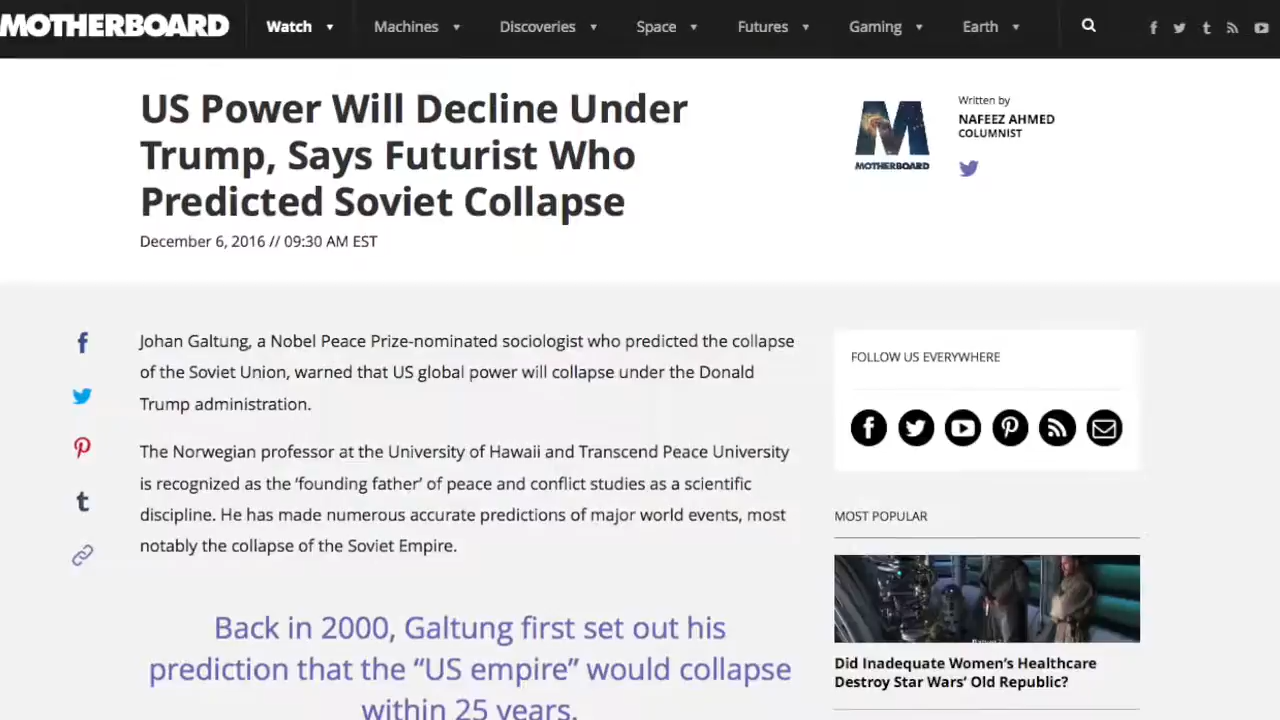 MOTHERBOARD
Watch
Machines
Discoveries
Space
Futures
Gaming
Earth
US Power Will Decline Under
Trump, Says Futurist Who
Predicted Soviet Collapse
December 6, 2016 // 09:30 AM EST
MOTHERBOARD
Written by
NAFEEZ AHMED
COLUMNIST
Johan Galtung, a Nobel Peace Prize-nominated sociologist who predicted the collapse
of the Soviet Union, warned that US global power will collapse under the Donald
Trump administration.
The Norwegian professor at the University of Hawaii and Transcend Peace University
is recognized as the ‘founding father’ of peace and conflict studies as a scientific
discipline. He has made numerous accurate predictions of major world events, most
notably the collapse of the Soviet Empire.
Back in 2000, Galtung first set out his
prediction that the “US empire” would collapse
within 25 years.
FOLLOW US EVERYWHERE
MOST POPULAR
Did Inadequate Women’s Healthcare
Destroy Star Wars’ Old Republic?